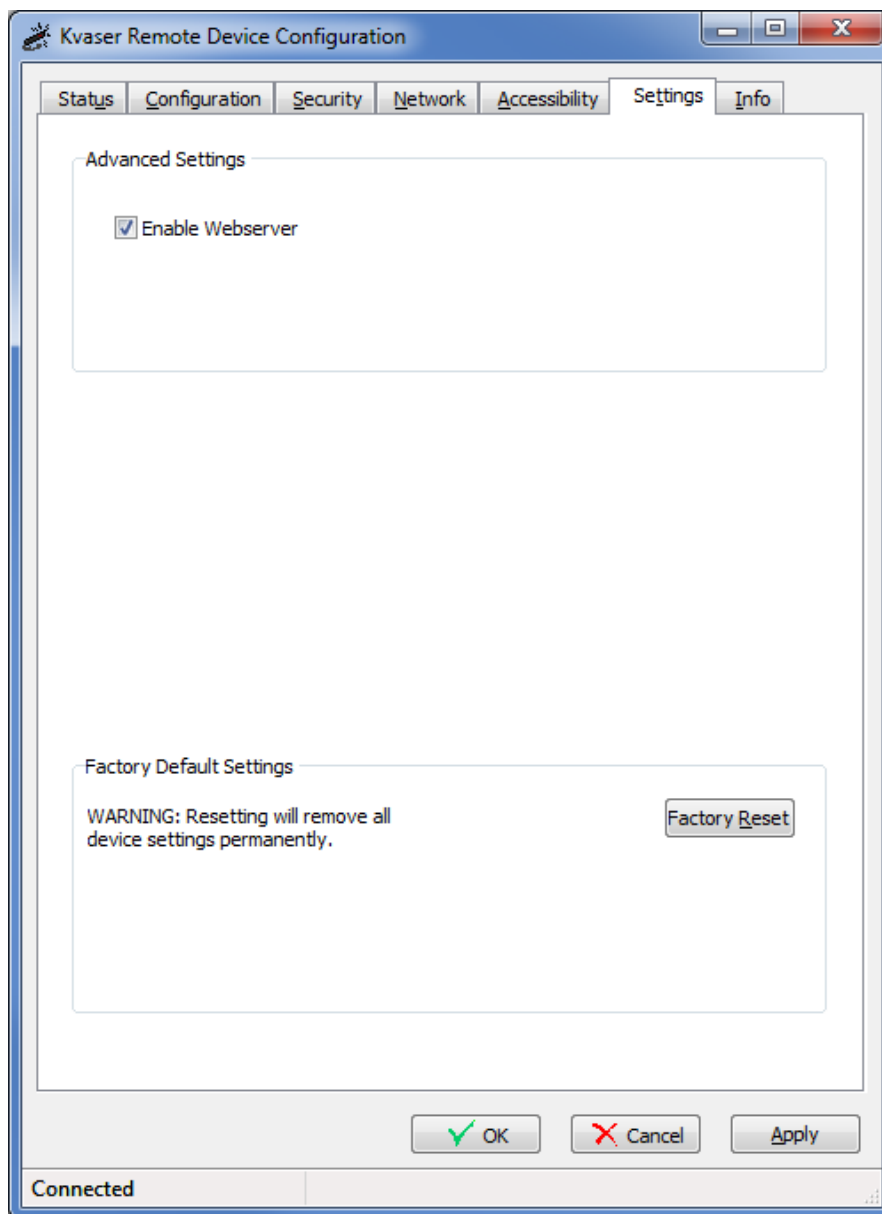 Kvaser Remote Device Configuration
Status
Configuration
Security
Network
Accessibility
Settings
Info
Advanced Settings
Enable Webserver
Factory Default Settings
WARNING: Resetting will remove all
device settings permanently.
Factory Reset
OK
Cancel
Apply
Connected